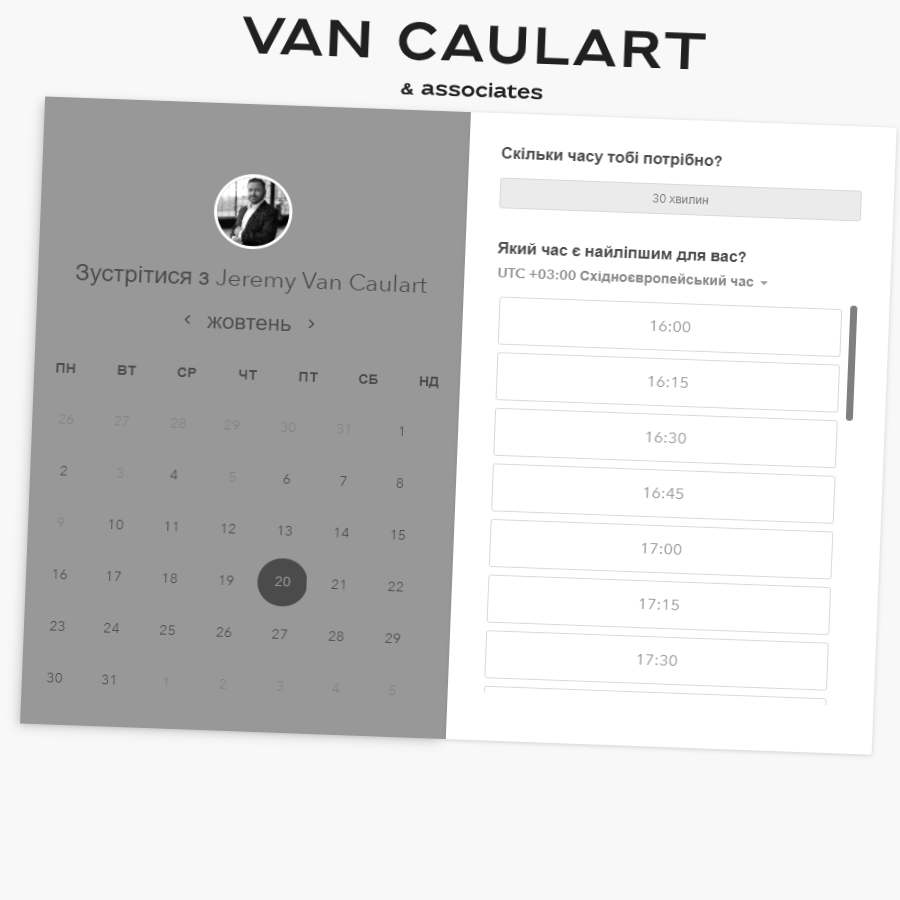 VAN CAULART
& associates
Зустрітися з Jeremy Van Caulart
жовтень
ПН ВТ СР ЧТ ПТ СБ НД
26 27 28 29 30 31 1
2 3 4 5 6 7 8
9 10 11 12 13 14 15
16 17 18 19 20 21 22
23 24 25 26 27 28 29
30 31 1 2 3 4 5
Скільки часу тобі потрібно?
30 хвилин
Який час є найліпшим для вас?
UTC +03:00 Східноєвропейський час
16:00
16:15
16:30
16:45
17:00
17:15
17:30